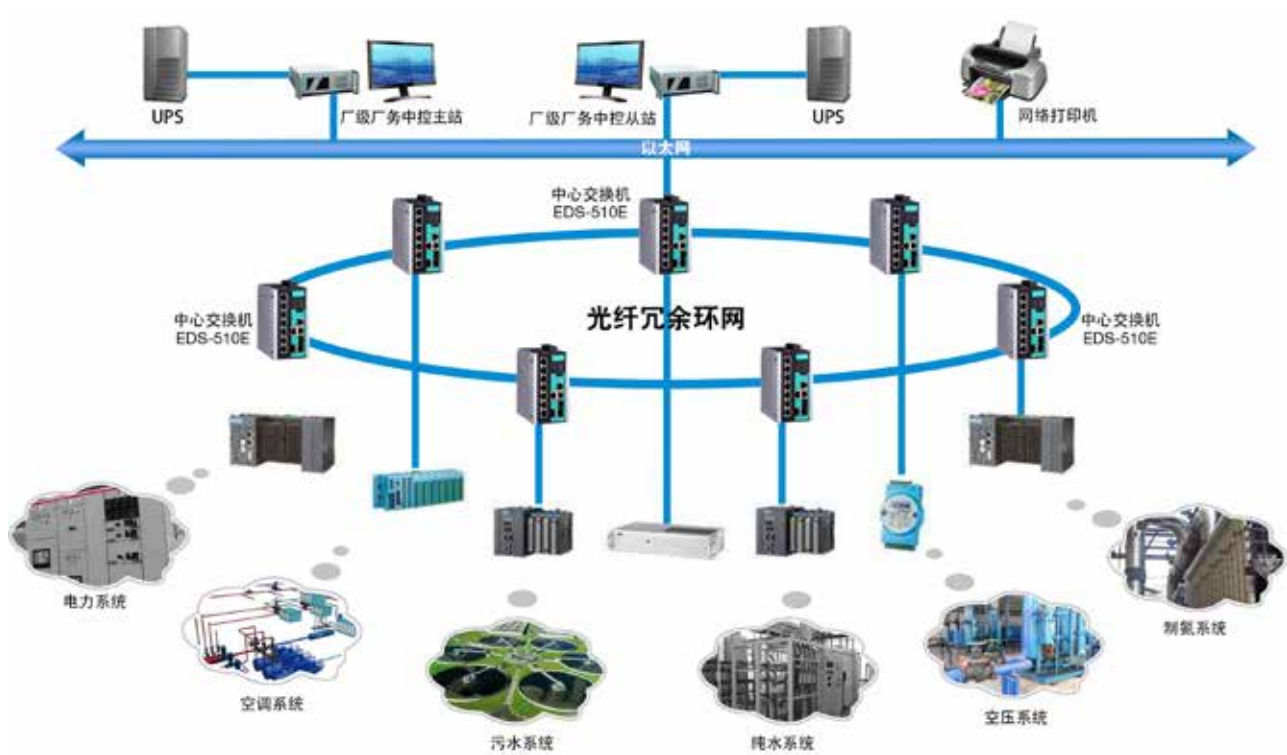 UPS
厂级厂务中控主站
厂级厂务中控从站
UPS
网络打印机
以太网
中心交换机
EDS-510E
中心交换机
EDS-510E
光纤冗余环网
中心交换机
EDS-510E
电力系统
空调系统
污水系统
纯水系统
空压系统
制氮系统